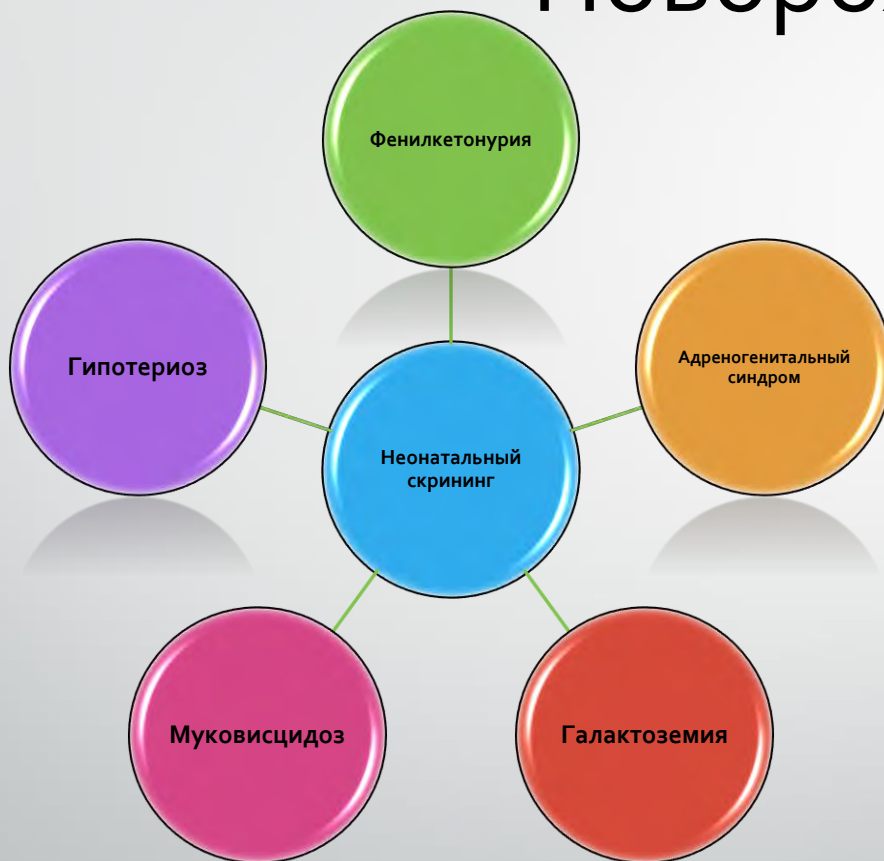 Фенилкетонурия
Гипотериоз
Адреногенитальный
синдром
Неонатальный
скрининг
Муковисцидоз
Галактоземия